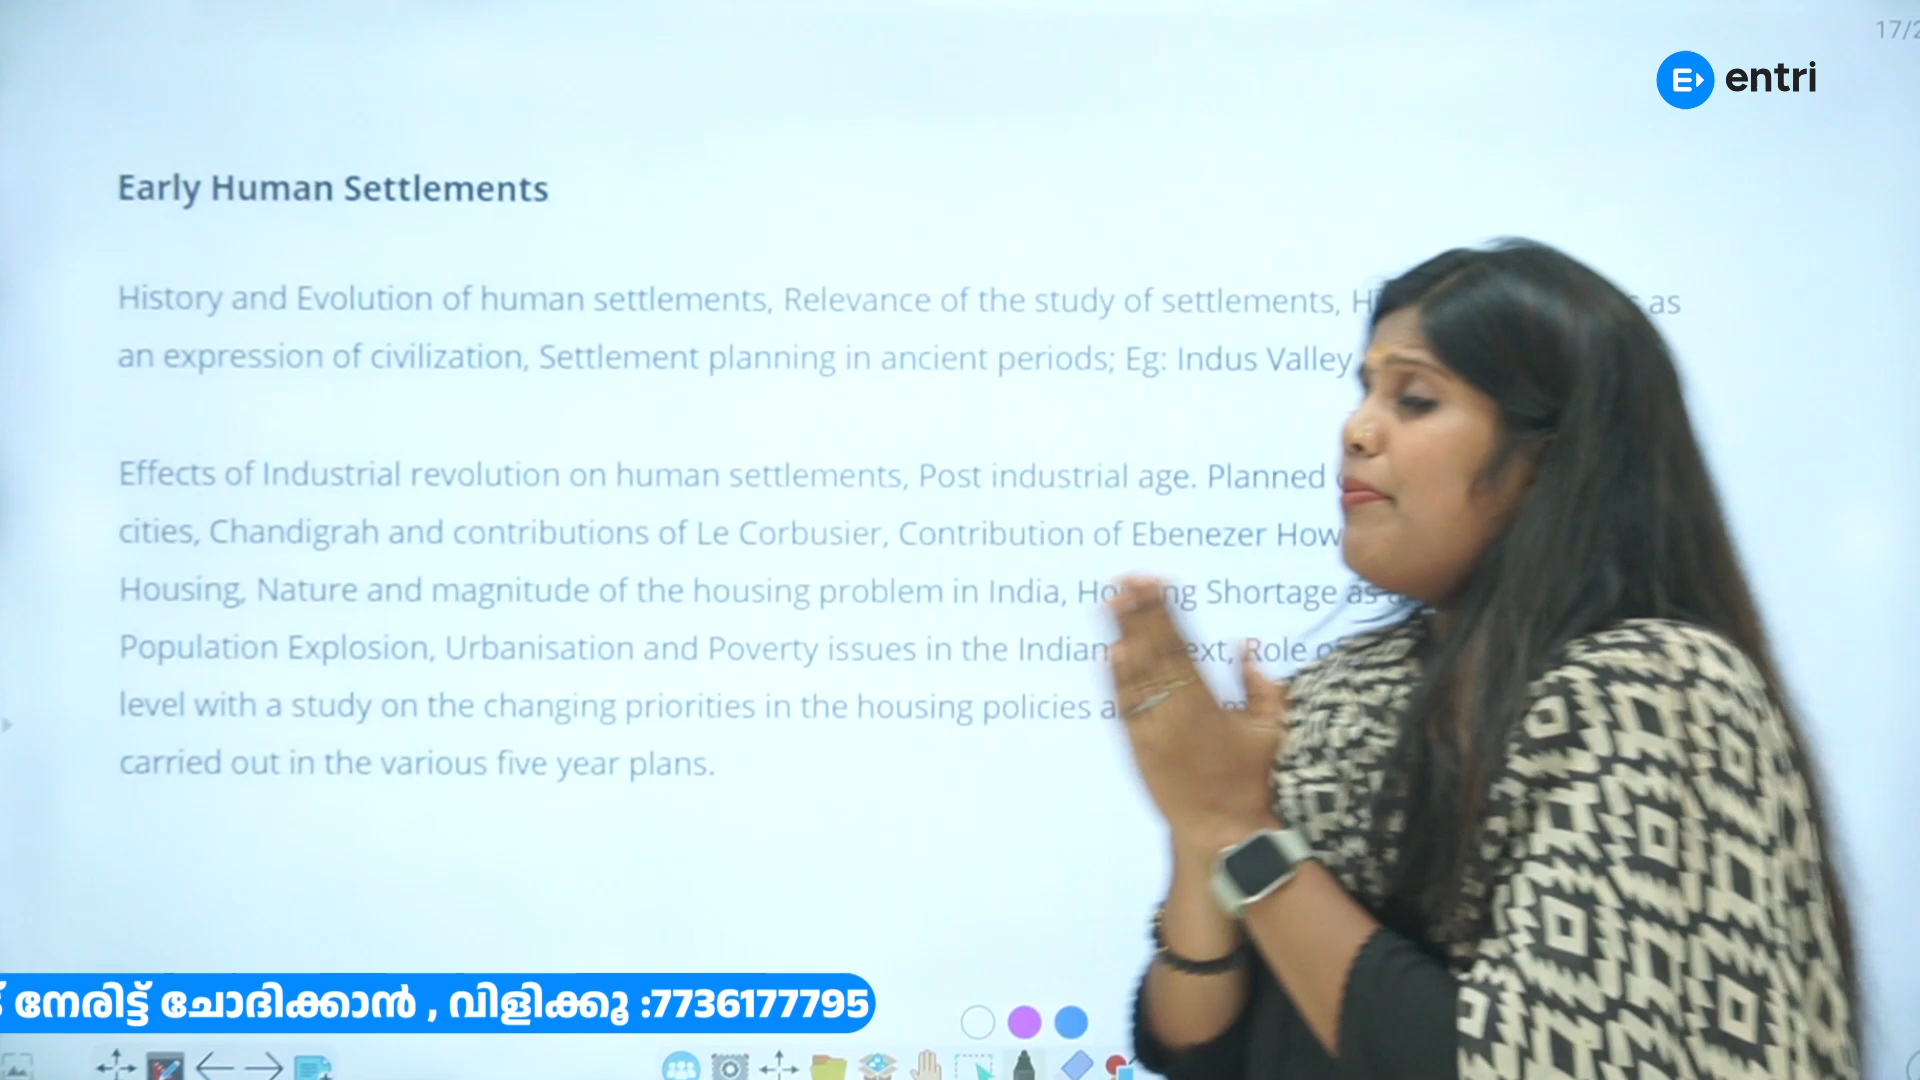 17/2
entri
Early Human Settlements
History and Evolution of human settlements, Relevance of the study of settlements, as
an expression of civilization, Settlement planning in ancient periods; Eg: Indus Valley
Effects of Industrial revolution on human settlements, Post industrial age. Planned
cities, Chandigrah and contributions of Le Corbusier, Contribution of Ebenezer How
Housing, Nature and magnitude of the housing problem in India, Shortage as
Population Explosion, Urbanisation and Poverty issues in the Indian Role
level with a study on the changing priorities in the housing policies
carried out in the various five year plans.
നേരിട്ട് ചോദിക്കാൻ , വിളിക്കൂ :7736177795